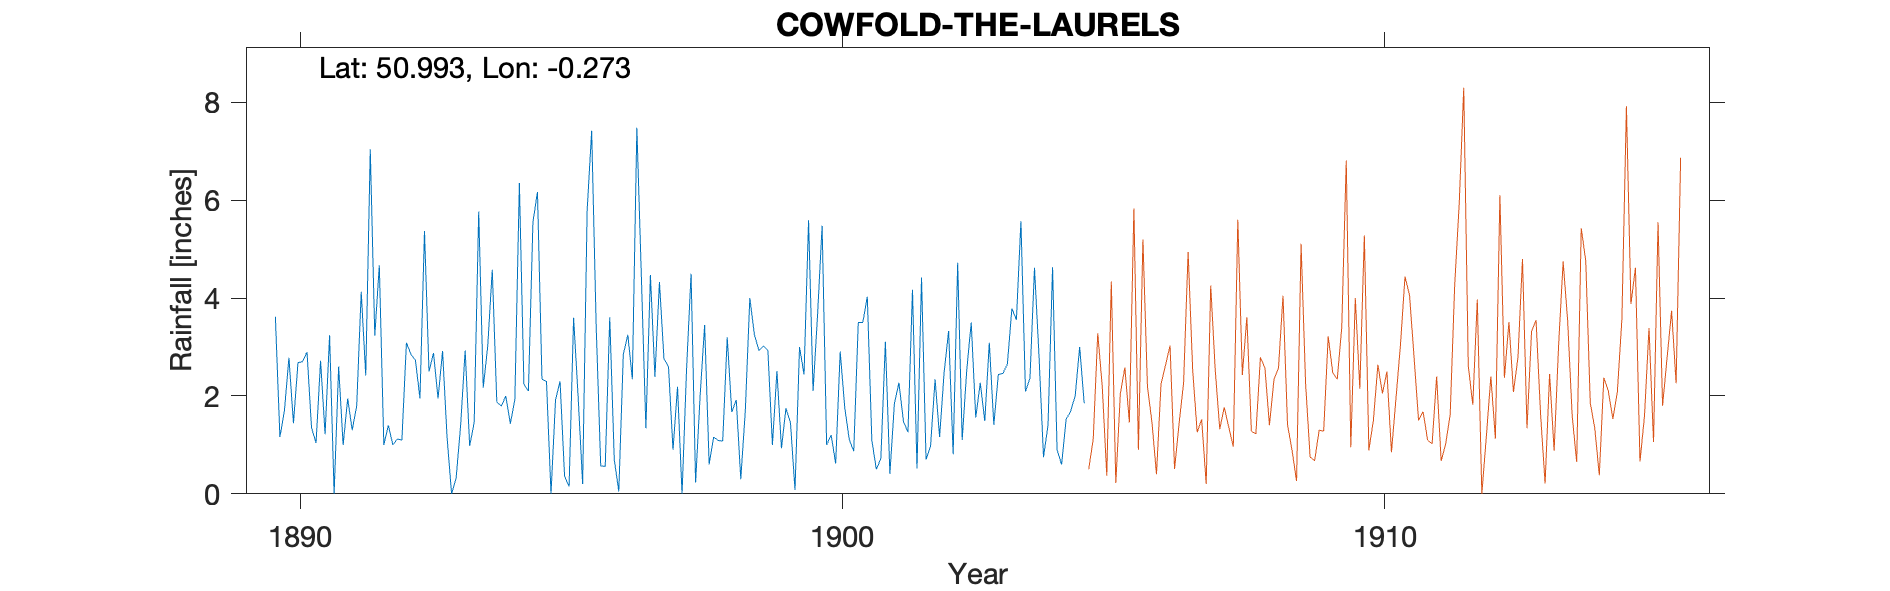 COWFOLD-THE-LAURELS
Lat: 50.993, Lon: -0.273
Rainfall [inches]
8
6
4
2
0
1890 1900 1910
Year